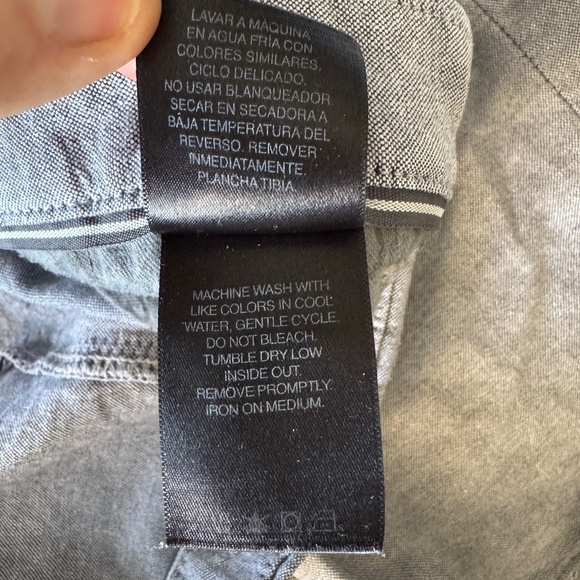 LAVAR A MÁQUINA
EN AGUA FRÍA CON
COLORES SIMILARES,
CICLO DELICADO.
NO USAR BLANQUEADOR.
SECAR EN SECADORA A
BAJA TEMPERATURA DEL
REVERSO. REMOVER
INMEDIATAMENTE.
PLANCHA TIBIA.
MACHINE WASH WITH
LIKE COLORS IN COOL
WATER, GENTLE CYCLE.
DO NOT BLEACH.
TUMBLE DRY LOW
INSIDE OUT.
REMOVE PROMPTLY.
IRON ON MEDIUM.